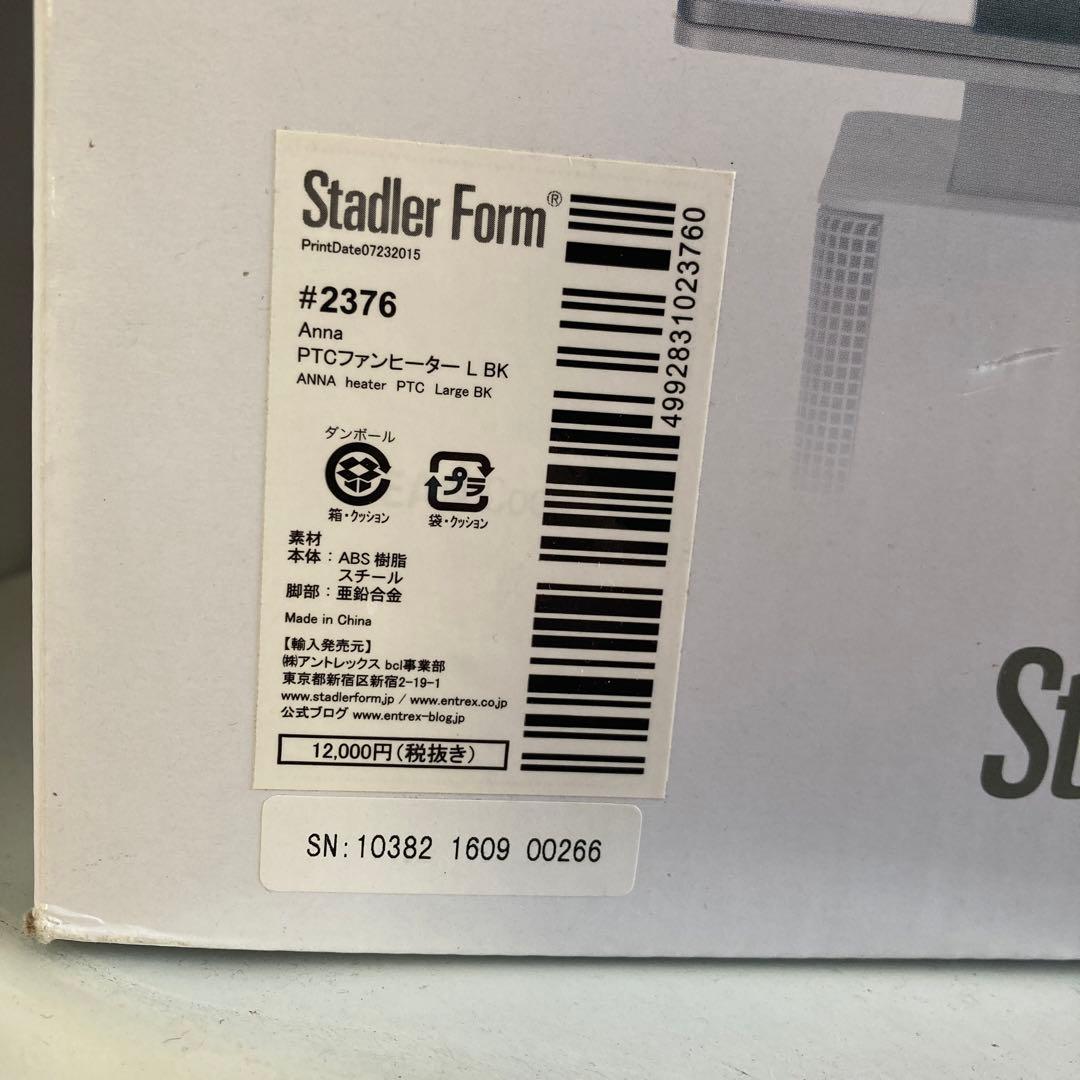 Stadler Form®
PrintDate07232015
#2376
Anna
PTCファンヒーター L BK
ANNA heater PTC Large BK
ダンボール
箱・クッション
プラ
袋・クッション
素材
本体：ABS樹脂
スチール
脚部：亜鉛合金
Made in China
【輸入発売元】
㈱アントレックス bcl事業部
東京都新宿区新宿2-19-1
www.stadlerform.jp / www.entrex.co.jp
公式ブログ www.entrex-blog.jp
12,000円（税抜き）
4992831023760
SN:10382 1609 00266
St